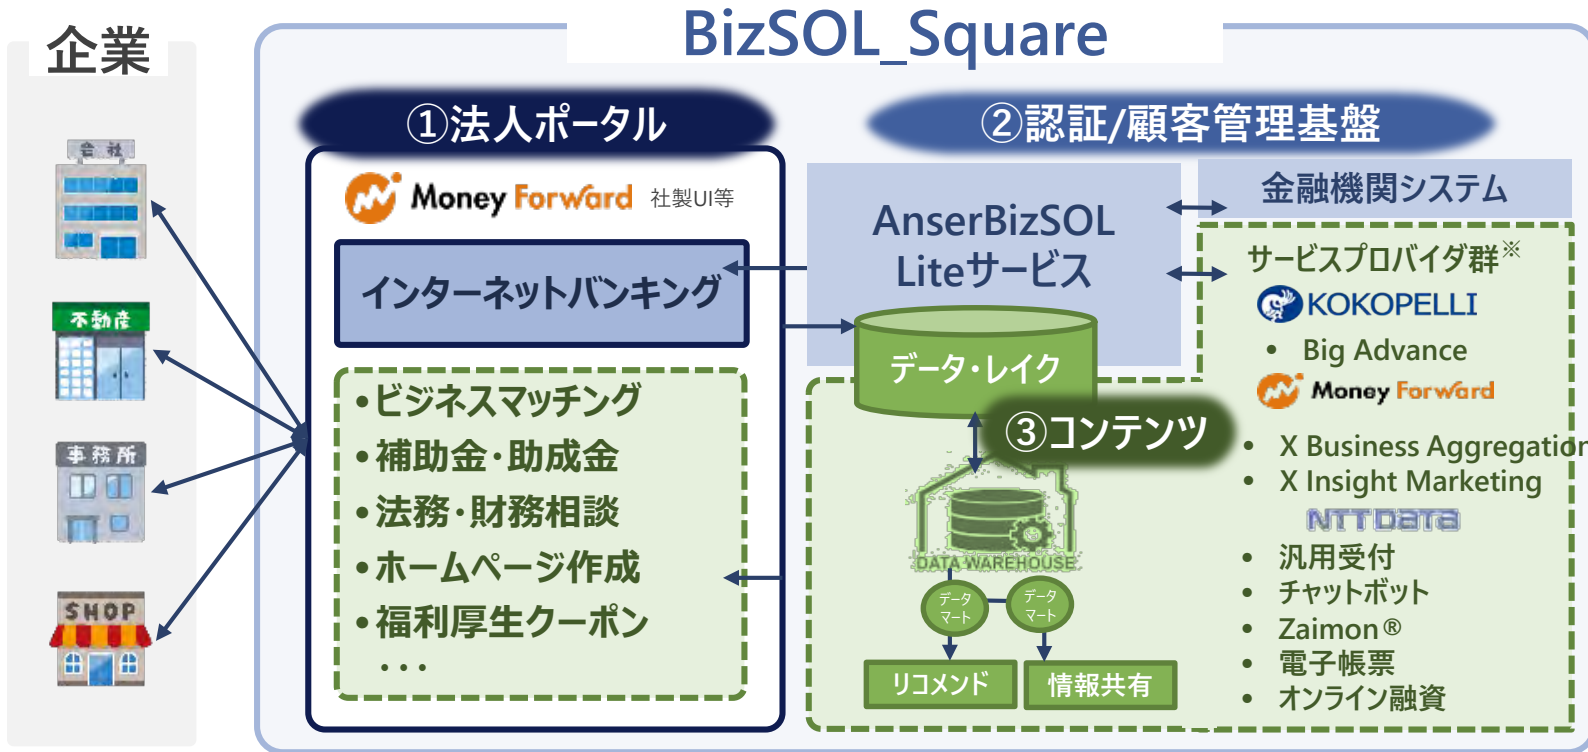 BizSOL_Square
企業
会社
不動産
事務所
SHOP
①法人ポータル
Money Forward 社製UI等
インターネットバンキング
•ビジネスマッチング
•補助金・助成金
•法務・財務相談
•ホームページ作成
•福利厚生クーポン
・・・
②認証/顧客管理基盤
AnserBizSOL
Liteサービス
金融機関システム
データ・レイク
③コンテンツ
DATA WAREHOUSE
データ
マート
データ
マート
リコメンド
情報共有
サービスプロバイダ群※
KOKOPELLI
• Big Advance
Money Forward
• X Business Aggregation
• X Insight Marketing
NTT DATA
• 汎用受付
• チャットボット
• Zaimon®
• 電子帳票
• オンライン融資